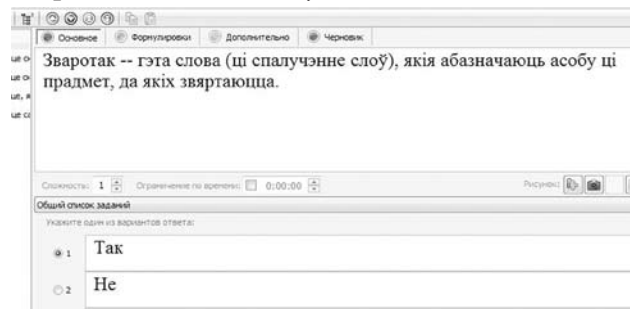 Основное Формулировки Дополнительно Черновик
Зваротак -- гэта слова (ці спалучэнне слоў), якія абазначаюць асобу ці
прадмет, да якіх звяртаюцца.
Сложность: 1 Ограничение по времени: 0:00:00 Рисунок:
Общий список заданий
Укажите один из вариантов ответа:
1 Так
2 Не